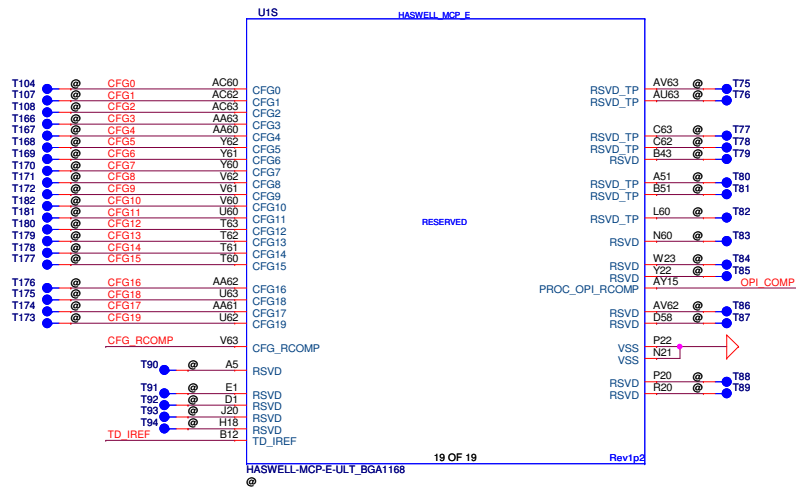 U1S
HASWELL_MCP_E
T104 @ CFG0 AC60 CFG0
T107 @ CFG1 AC62 CFG1
T108 @ CFG2 AC63 CFG2
T166 @ CFG3 AA63 CFG3
T167 @ CFG4 AA60 CFG4
T168 @ CFG5 Y62 CFG5
T169 @ CFG6 Y61 CFG6
T170 @ CFG7 Y60 CFG7
T171 @ CFG8 V62 CFG8
T172 @ CFG9 V61 CFG9
T182 @ CFG10 V60 CFG10
T181 @ CFG11 U60 CFG11
T180 @ CFG12 T63 CFG12
T179 @ CFG13 T62 CFG13
T178 @ CFG14 T61 CFG14
T177 @ CFG15 T60 CFG15
T176 @ CFG16 AA62 CFG16
T175 @ CFG18 U63 CFG18
T174 @ CFG17 AA61 CFG17
T173 @ CFG19 U62 CFG19
CFG_RCOMP V63 CFG_RCOMP
T90 @ A5 RSVD
T91 @ E1 RSVD
T92 @ D1 RSVD
T93 @ J20 RSVD
T94 @ H18 RSVD
TD_IREF B12 TD_IREF
RESERVED
RSVD_TP AV63 @ T75
RSVD_TP AU63 @ T76
RSVD_TP C63 @ T77
RSVD_TP C62 @ T78
RSVD B43 @ T79
RSVD_TP A51 @ T80
RSVD_TP B51 @ T81
RSVD_TP L60 @ T82
RSVD N60 @ T83
RSVD W23 @ T84
RSVD Y22 @ T85
PROC_OPI_RCOMP AY15 OPI_COMP
RSVD AV62 @ T86
RSVD D58 @ T87
VSS P22
VSS N21
RSVD P20 @ T88
RSVD R20 @ T89
19 OF 19
Rev1p2
HASWELL-MCP-E-ULT_BGA1168
@